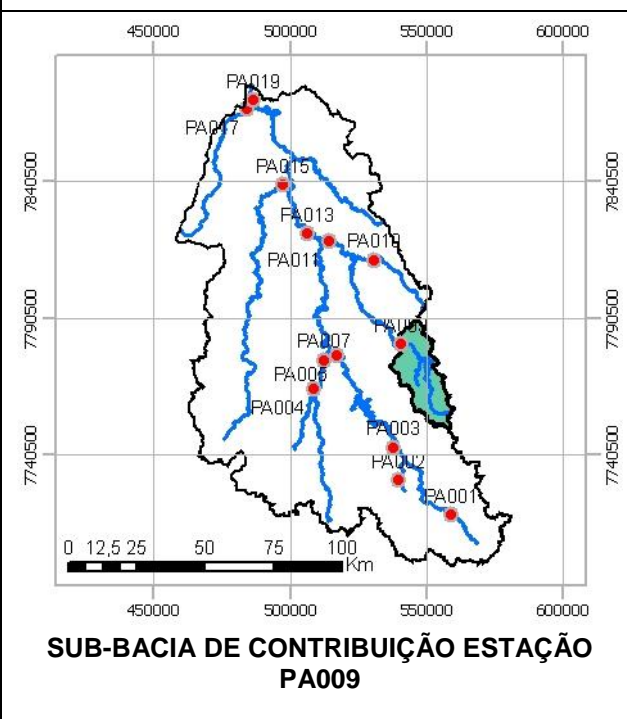 450000 500000 550000 600000
PA019
PA017
7840500 7840500
PA015
PA013
PA010
PA011
7790500 7790500
PA009
PA007
PA006
PA004
PA003
7740500 7740500
PA002
PA001
0 12,5 25 50 75 100
Km
450000 500000 550000 600000
SUB-BACIA DE CONTRIBUIÇÃO ESTAÇÃO
PA009